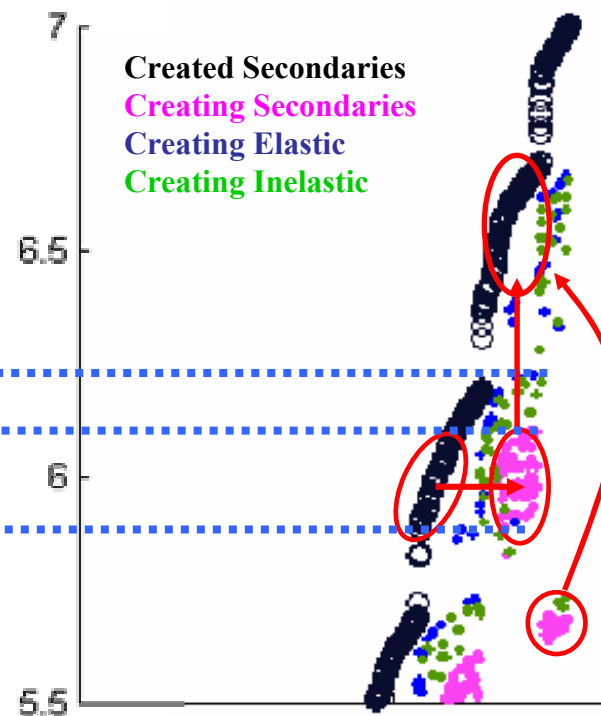 7
Created Secondaries
Creating Secondaries
Creating Elastic
Creating Inelastic
6.5
6
5.5